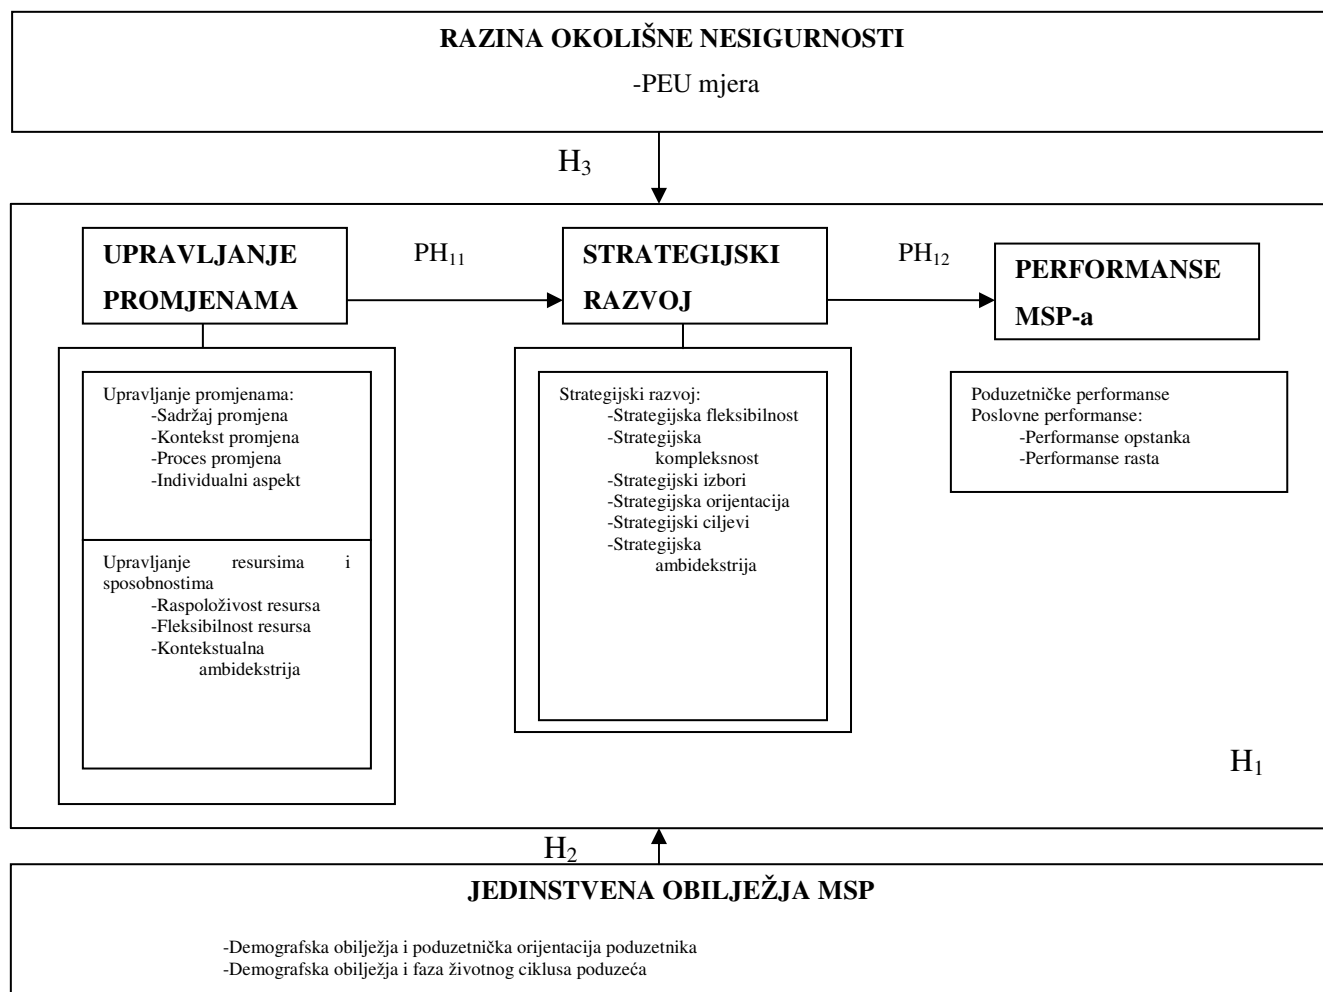 RAZINA OKOLIŠNE NESIGURNOSTI
-PEU mjera
H3
UPRAVLJANJE
PROMJENAMA
PH11
STRATEGIJSKI
RAZVOJ
PH12
PERFORMANSE
MSP-a
Upravljanje promjenama:
-Sadržaj promjena
-Kontekst promjena
-Proces promjena
-Individualni aspekt
Upravljanje resursima i
sposobnostima
-Raspoloživost resursa
-Fleksibilnost resursa
-Kontekstualna
ambidekstrija
Strategijski razvoj:
-Strategijska fleksibilnost
-Strategijska
kompleksnost
-Strategijski izbori
-Strategijska orijentacija
-Strategijski ciljevi
-Strategijska
ambidekstrija
Poduzetničke performanse
Poslovne performanse:
-Performanse opstanka
-Performanse rasta
H1
H2
JEDINSTVENA OBILJEŽJA MSP
-Demografska obilježja i poduzetnička orijentacija poduzetnika
-Demografska obilježja i faza životnog ciklusa poduzeća